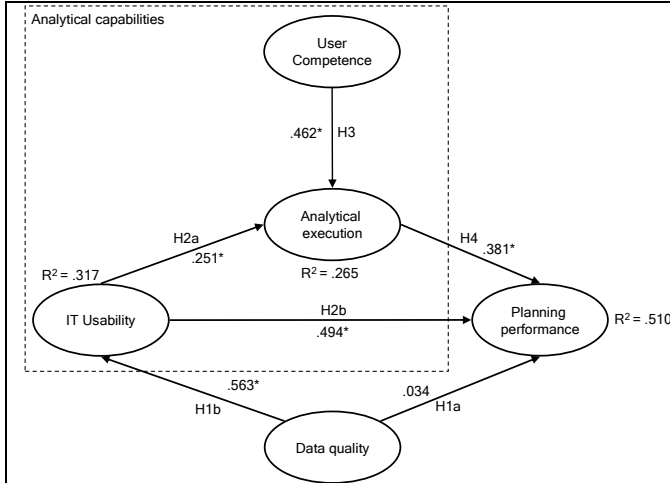 Analytical capabilities
User
Competence
.462*
H3
Analytical
execution
H2a
.251*
H4
.381*
R² = .317
R² = .265
IT Usability
H2b
.494*
Planning
performance
R² = .510
.563*
H1b
.034
H1a
Data quality